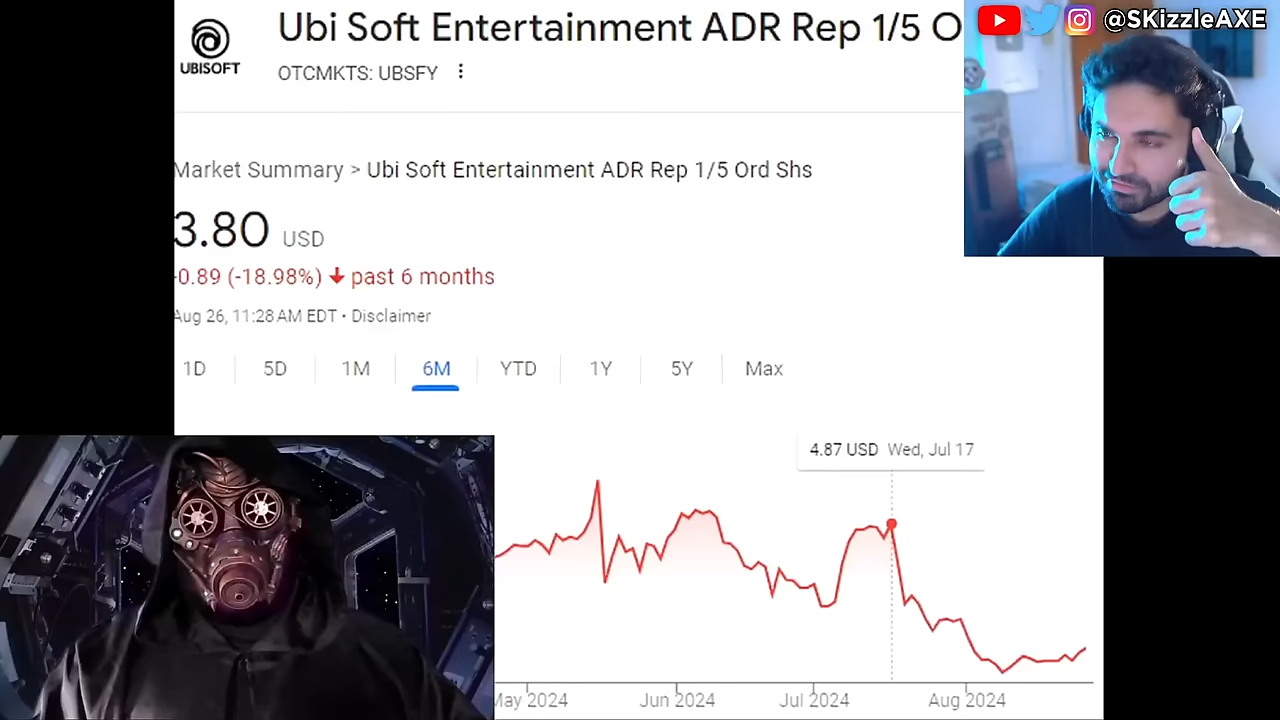 Ubi Soft Entertainment ADR Rep 1/5 O
@SKizzleAXE
UBISOFT
OTCMKTS: UBSFY
Market Summary > Ubi Soft Entertainment ADR Rep 1/5 Ord Shs
3.80 USD
-0.89 (-18.98%) past 6 months
Aug 26, 11:28 AM EDT • Disclaimer
1D 5D 1M 6M YTD 1Y 5Y Max
4.87 USD Wed, Jul 17
May 2024 Jun 2024 Jul 2024 Aug 2024